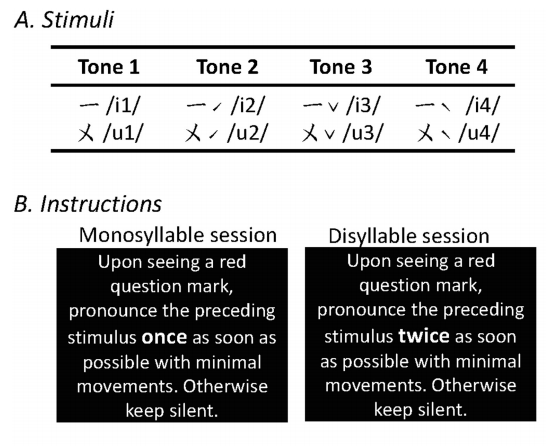 A. Stimuli
Tone 1 Tone 2 Tone 3 Tone 4
ㄧ /i1/ ㄧˊ /i2/ ㄧˇ /i3/ ㄧˋ /i4/
ㄨ /u1/ ㄨˊ /u2/ ㄨˇ /u3/ ㄨˋ /u4/
B. Instructions
Monosyllable session
Upon seeing a red
question mark,
pronounce the preceding
stimulus once as soon as
possible with minimal
movements. Otherwise
keep silent.
Disyllable session
Upon seeing a red
question mark,
pronounce the preceding
stimulus twice as soon
as possible with minimal
movements. Otherwise
keep silent.